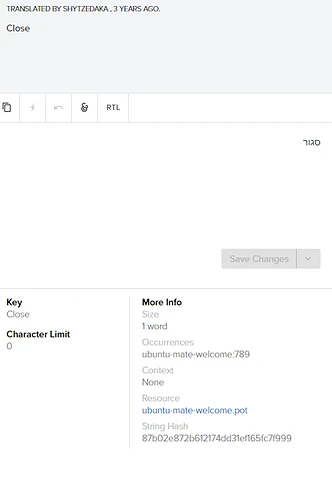 TRANSLATED BY SHYTZEDAKA , 3 YEARS AGO.
Close
RTL
סגור
Save Changes
Key
Close
Character Limit
0
More Info
Size
1 word
Occurrences
ubuntu-mate-welcome:789
Context
None
Resource
ubuntu-mate-welcome.pot
String Hash
87b02e872b612174dd31ef165fc7f999